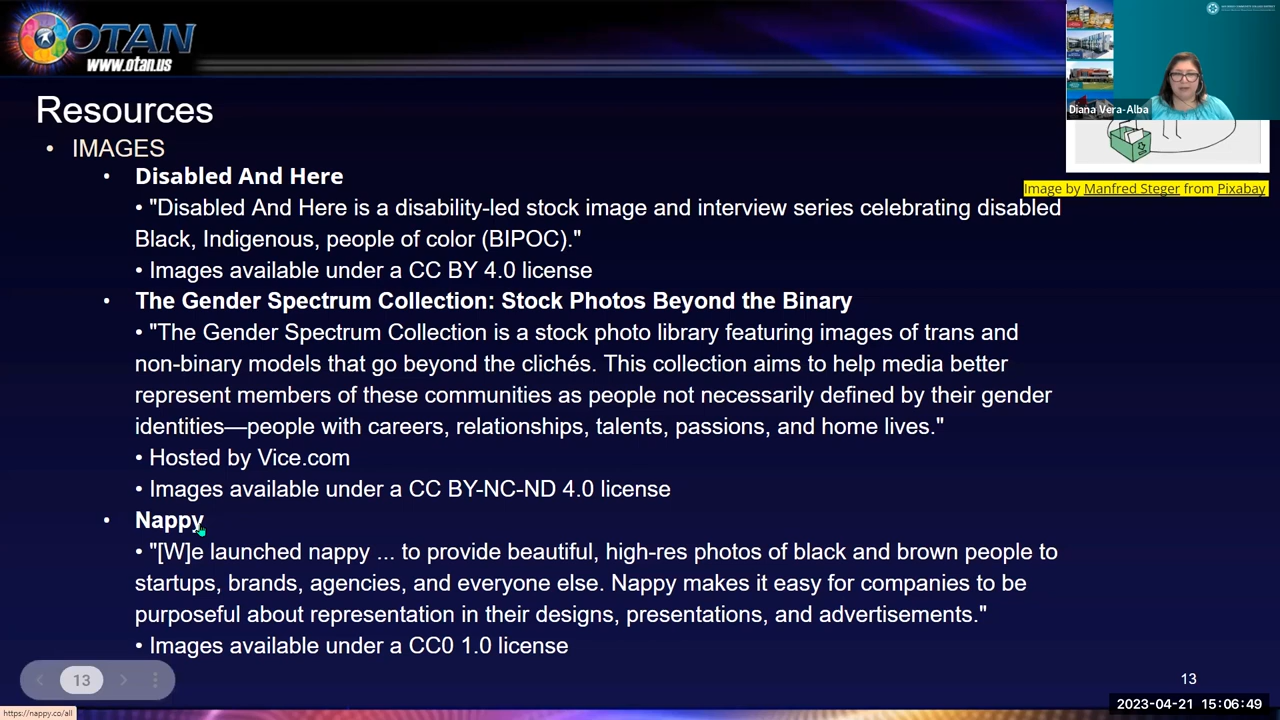 OTAN
www.otan.us
Diana Vera-Alba
Image by Manfred Steger from Pixabay
Resources
• IMAGES
• Disabled And Here
• "Disabled And Here is a disability-led stock image and interview series celebrating disabled
Black, Indigenous, people of color (BIPOC)."
• Images available under a CC BY 4.0 license
• The Gender Spectrum Collection: Stock Photos Beyond the Binary
• "The Gender Spectrum Collection is a stock photo library featuring images of trans and
non-binary models that go beyond the clichés. This collection aims to help media better
represent members of these communities as people not necessarily defined by their gender
identities—people with careers, relationships, talents, passions, and home lives."
• Hosted by Vice.com
• Images available under a CC BY-NC-ND 4.0 license
• Nappy
• "[W]e launched nappy ... to provide beautiful, high-res photos of black and brown people to
startups, brands, agencies, and everyone else. Nappy makes it easy for companies to be
purposeful about representation in their designs, presentations, and advertisements."
• Images available under a CC0 1.0 license
13
13
https://nappy.co/all
2023-04-21 15:06:49